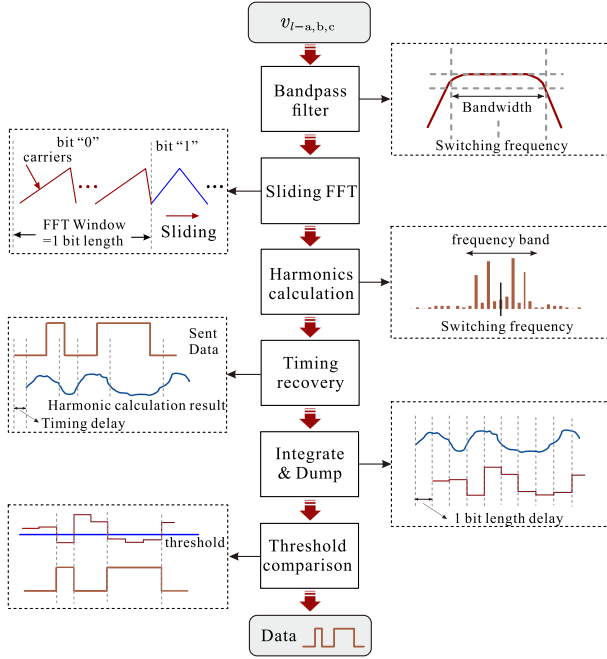 v_{l−a,b,c}
Bandpass
filter
Bandwidth
Switching frequency
bit “0”
bit “1”
carriers
FFT Window
=1 bit length
Sliding
Sliding FFT
Harmonics
calculation
frequency band
Switching frequency
Sent
Data
Harmonic calculation result
Timing delay
Timing
recovery
Integrate
& Dump
1 bit length delay
threshold
Threshold
comparison
Data